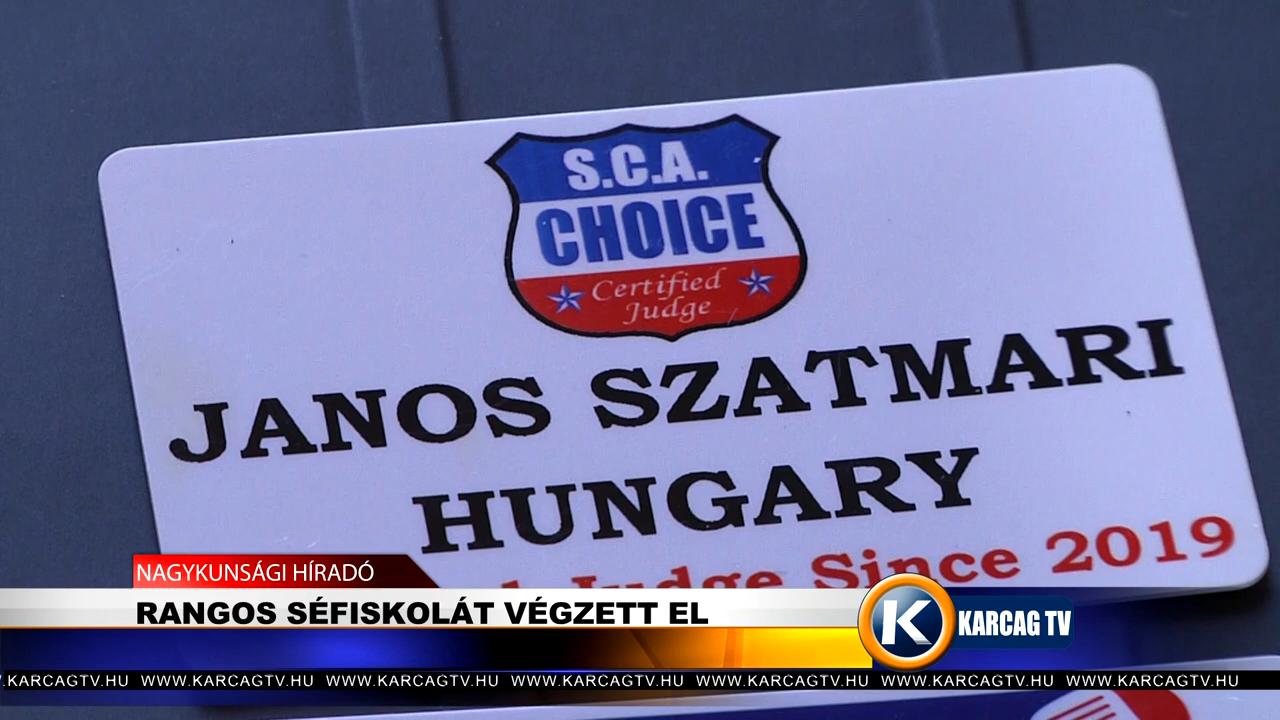 S.C.A.
CHOICE
Certified
Judge
JANOS SZATMARI
HUNGARY
Judge Since 2019
NAGYKUNSÁGI HÍRADÓ
RANGOS SÉFISKOLÁT VÉGZETT EL
K KARCAG TV
WWW.KARCAGTV.HU WWW.KARCAGTV.HU WWW.KARCAGTV.HU WWW.KARCAGTV.HU WWW.KARCAGTV.HU WWW.KARCAGTV.HU WWW.KARCAGTV.HU